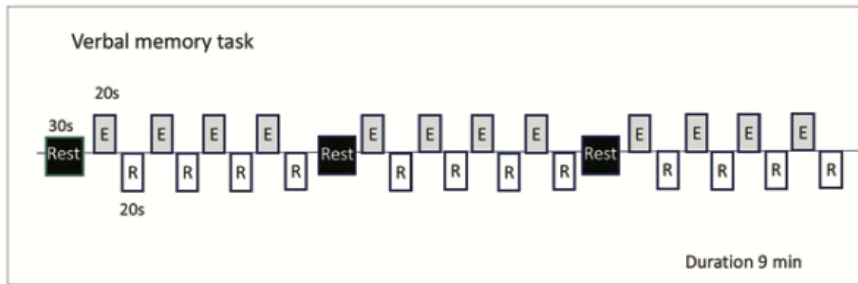 Verbal memory task
20s
30s
E E E E E E E E E E E E
Rest Rest Rest
R R R R R R R R R R R R
20s
Duration 9 min